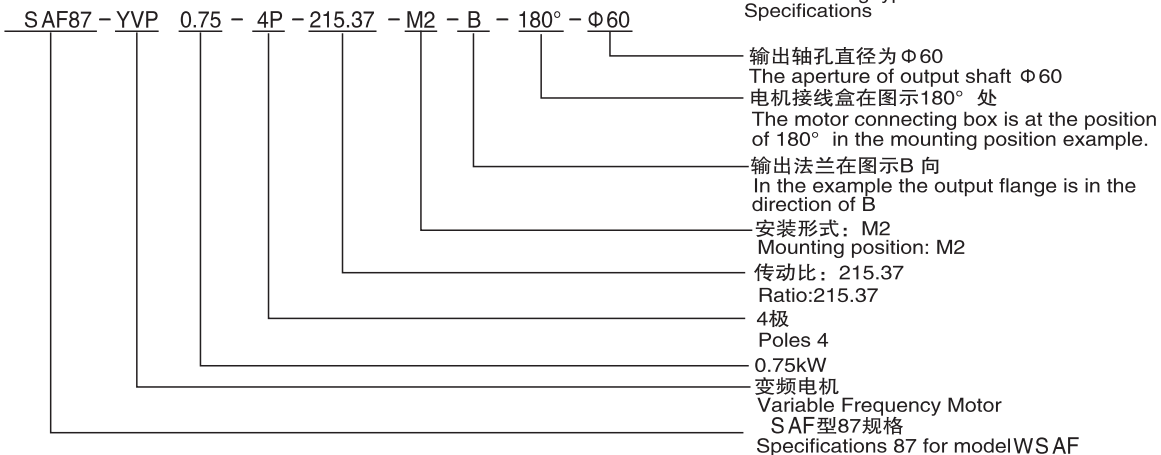 Specifications
SAF87-YVP 0.75-4P-215.37-M2-B-180°-Φ60
输出轴孔直径为Φ60
The aperture of output shaft Φ60
电机接线盒在图示180° 处
The motor connecting box is at the position
of 180° in the mounting position example.
输出法兰在图示B 向
In the example the output flange is in the
direction of B
安装形式：M2
Mounting position: M2
传动比：215.37
Ratio:215.37
4极
Poles 4
0.75kW
变频电机
Variable Frequency Motor
SAF型87规格
Specifications 87 for modelWSAF